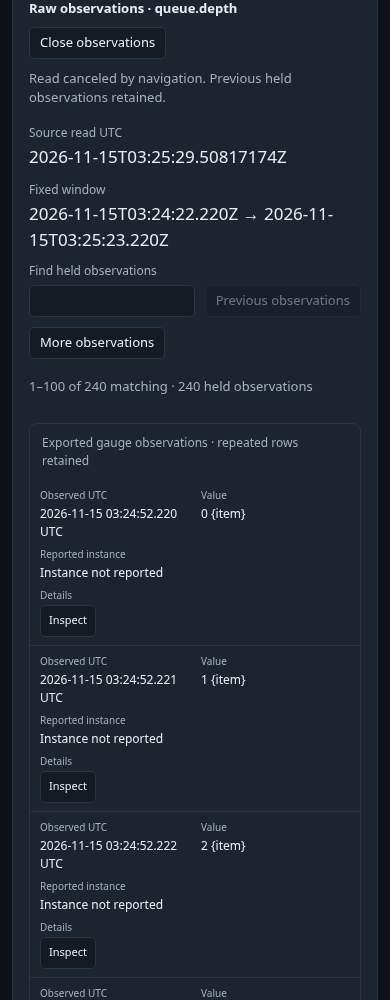 Raw observations · queue.depth
Close observations
Read canceled by navigation. Previous held
observations retained.
Source read UTC
2026-11-15T03:25:29.50817174Z
Fixed window
2026-11-15T03:24:22.220Z → 2026-11-
15T03:25:23.220Z
Find held observations
Previous observations
More observations
1–100 of 240 matching · 240 held observations
Exported gauge observations · repeated rows
retained
Observed UTC
Value
2026-11-15 03:24:52.220
UTC
0 {item}
Reported instance
Instance not reported
Details
Inspect
Observed UTC
Value
2026-11-15 03:24:52.221
UTC
1 {item}
Reported instance
Instance not reported
Details
Inspect
Observed UTC
Value
2026-11-15 03:24:52.222
UTC
2 {item}
Reported instance
Instance not reported
Details
Inspect
Observed UTC
Value